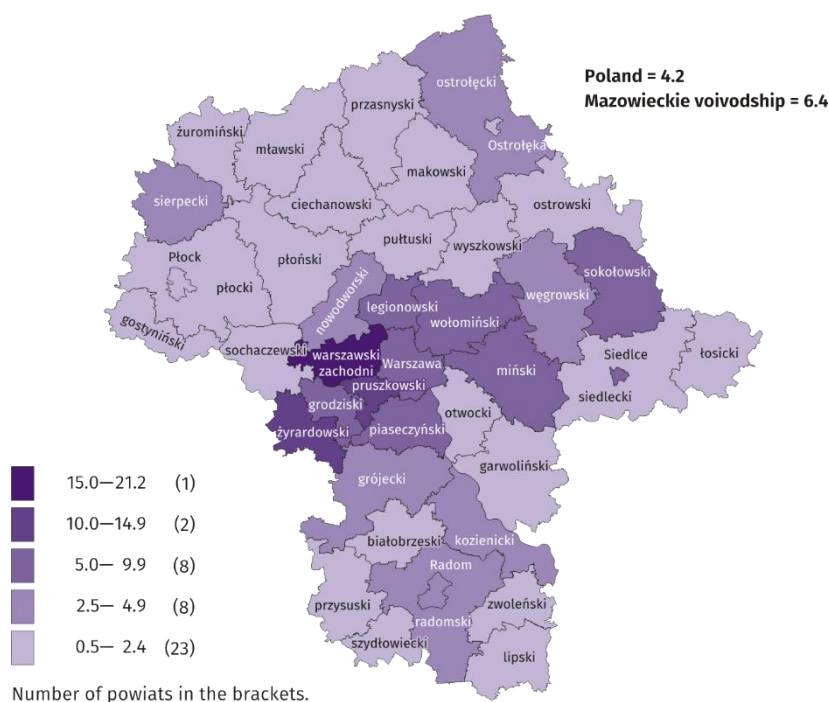 Poland = 4.2
Mazowieckie voivodship = 6.4
ostrołęcki
przasnyski
żuromiński
mławski
Ostrołęka
makowski
sierpecki
ciechanowski
ostrowski
pułtuski
wyszkowski
Płock
płoński
płocki
sokołowski
węgrowski
nowodworski
legionowski
wołomiński
gostyniński
sochaczewski
warszawski
zachodni
Warszawa
miński
Siedlce
łosicki
pruszkowski
siedlecki
grodziski
otwocki
żyrardowski
piaseczyński
garwoliński
grójecki
białobrzeski
kozienicki
Radom
przysuski
zwoleński
radomski
szydłowiecki
lipski
15.0—21.2 (1)
10.0—14.9 (2)
5.0— 9.9 (8)
2.5— 4.9 (8)
0.5— 2.4 (23)
Number of powiats in the brackets.